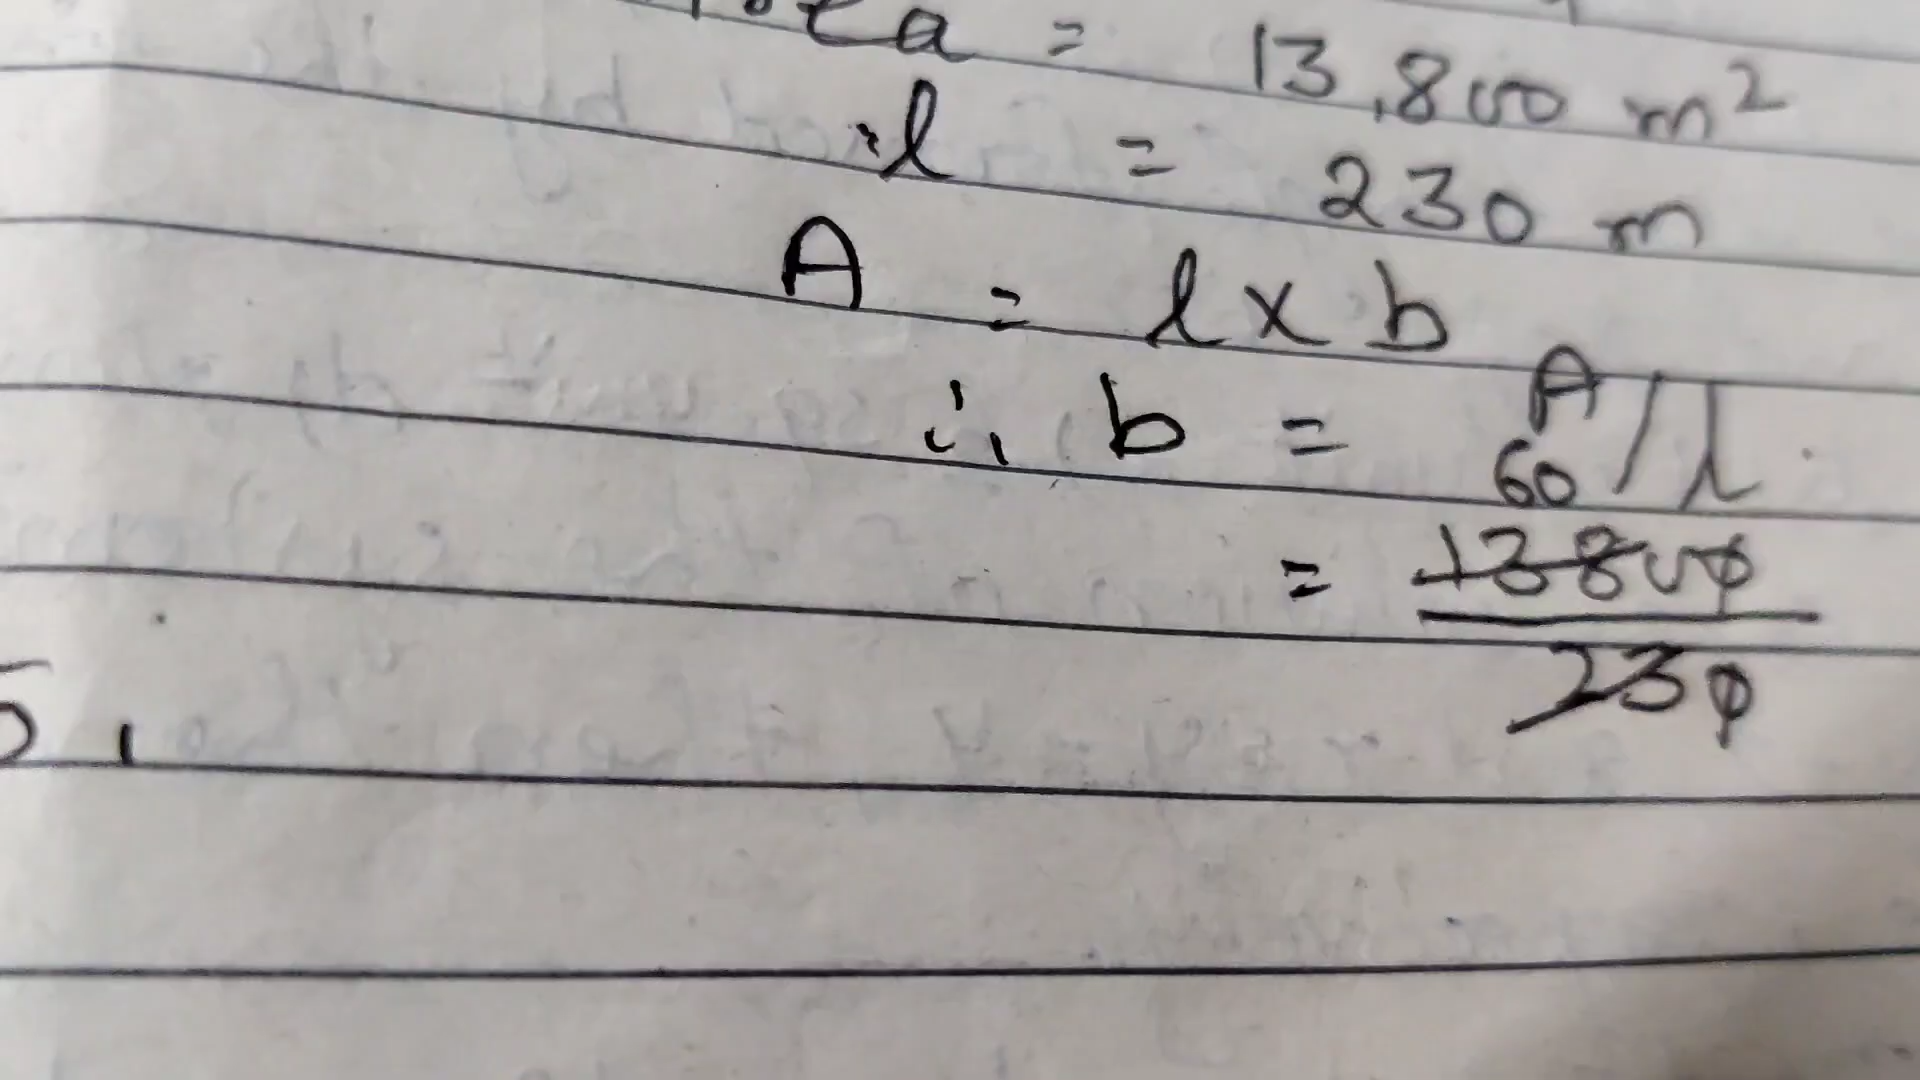 = 13,800 m²
l = 230 m
A = l x b
∴ b = A/l
60
= 13800
230